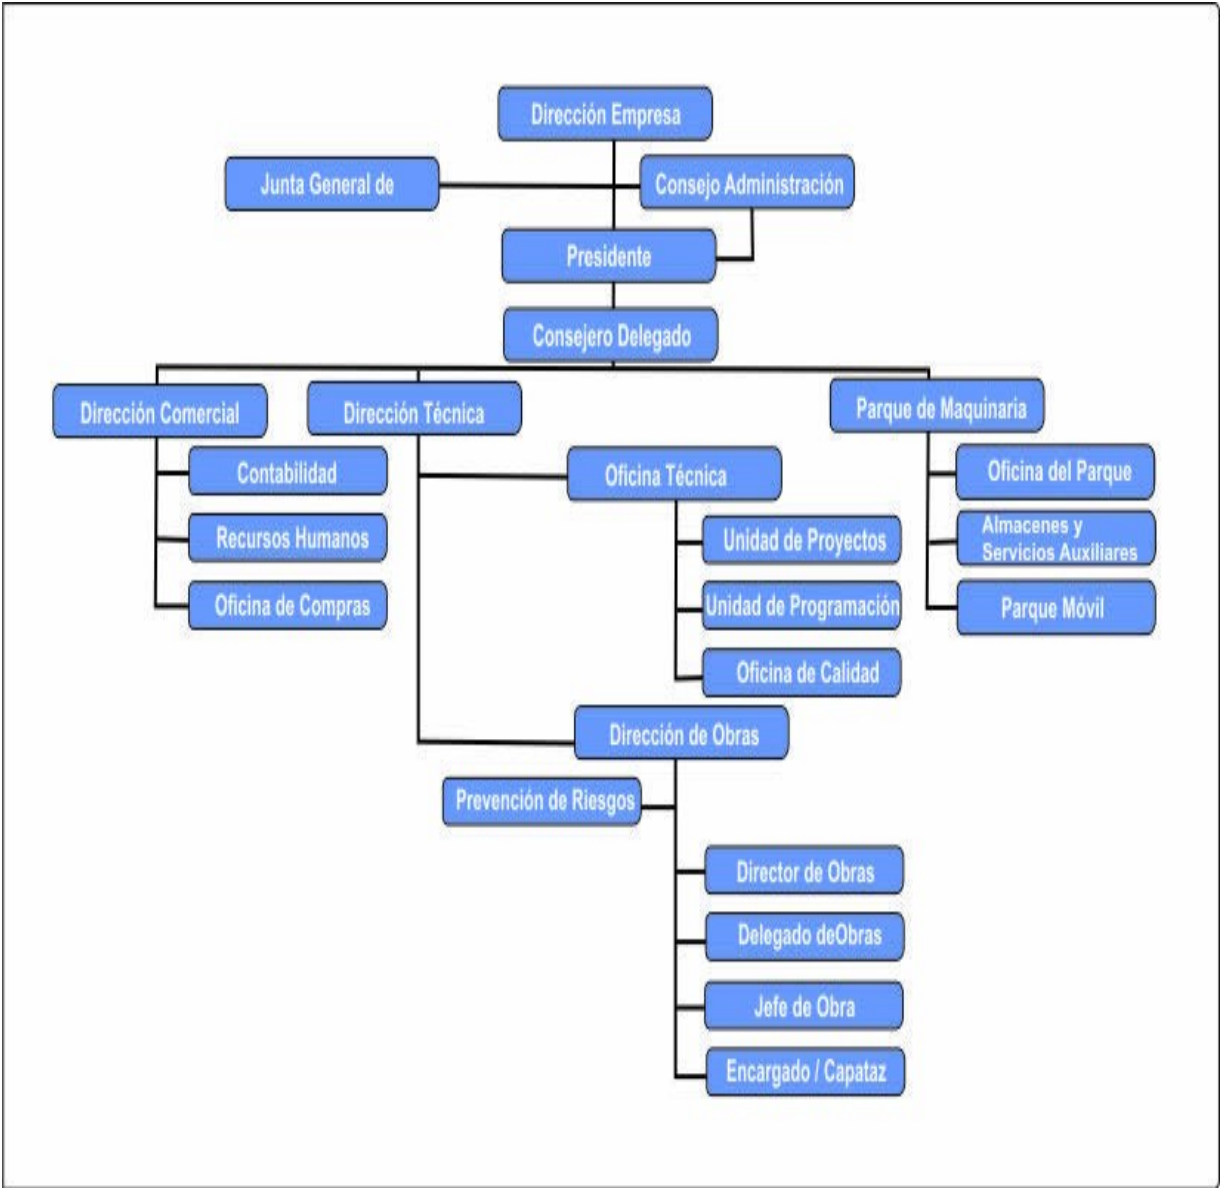 Dirección Empresa
Junta General de
Consejo Administración
Presidente
Consejero Delegado
Dirección Comercial
Contabilidad
Recursos Humanos
Oficina de Compras
Dirección Técnica
Oficina Técnica
Unidad de Proyectos
Unidad de Programación
Oficina de Calidad
Dirección de Obras
Prevención de Riesgos
Director de Obras
Delegado deObras
Jefe de Obra
Encargado / Capataz
Parque de Maquinaria
Oficina del Parque
Almacenes y
Servicios Auxiliares
Parque Móvil